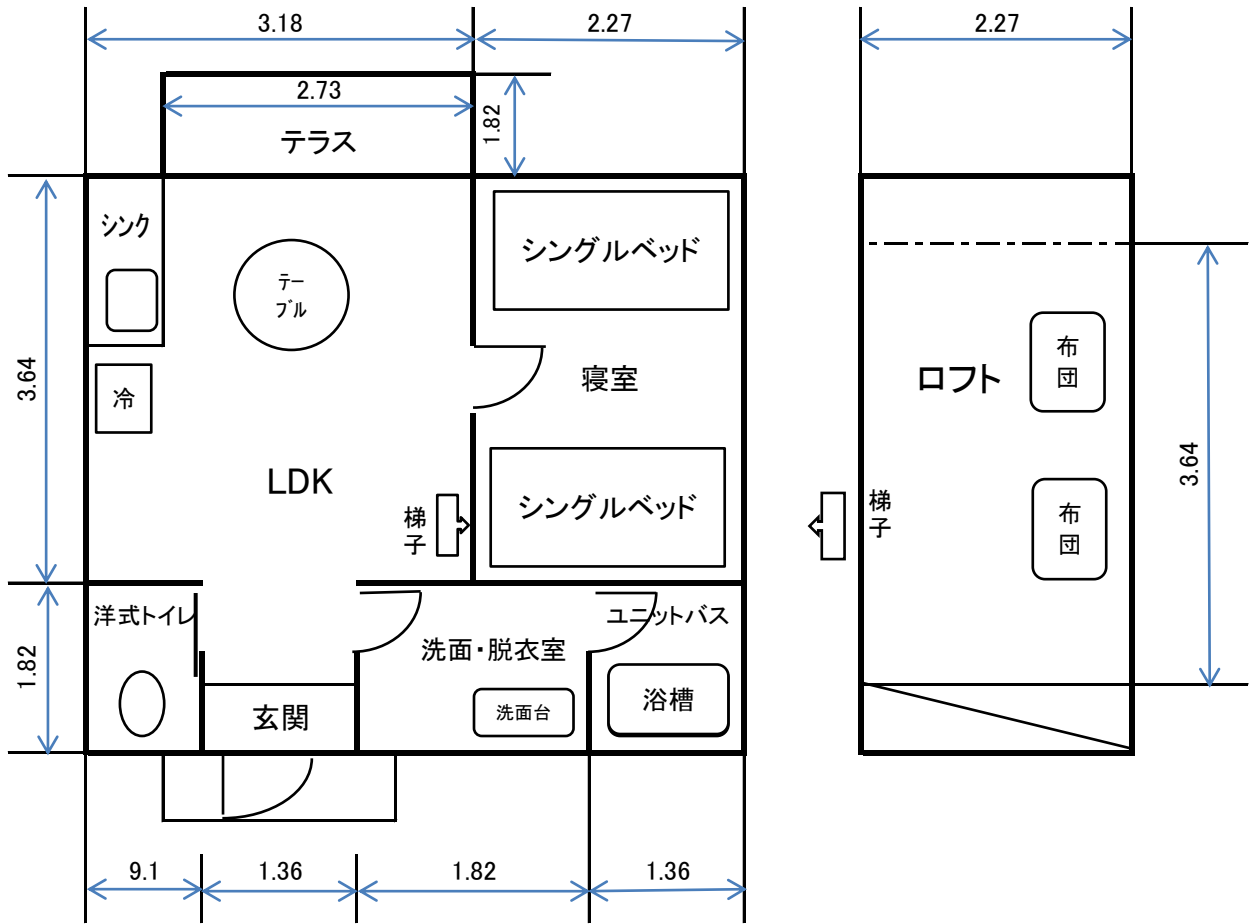 3.18
2.27
2.27
2.73
1.82
テラス
シンク
シングルベッド
テー
ブル
3.64
冷
寝室
ロフト
布
団
3.64
LDK
梯
子
シングルベッド
梯
子
布
団
洋式トイレ
ユニットバス
1.82
洗面・脱衣室
玄関
洗面台
浴槽
9.1
1.36
1.82
1.36